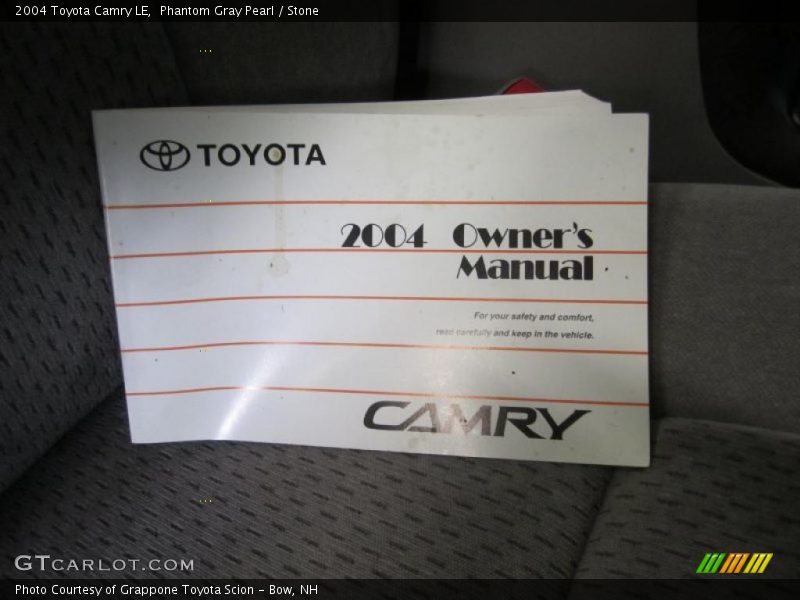 2004 Toyota Camry LE,  Phantom Gray Pearl / Stone
TOYOTA
2004 Owner's
Manual
For your safety and comfort,
read carefully and keep in the vehicle.
CAMRY
GTCARLOT.COM
Photo Courtesy of Grappone Toyota Scion - Bow, NH